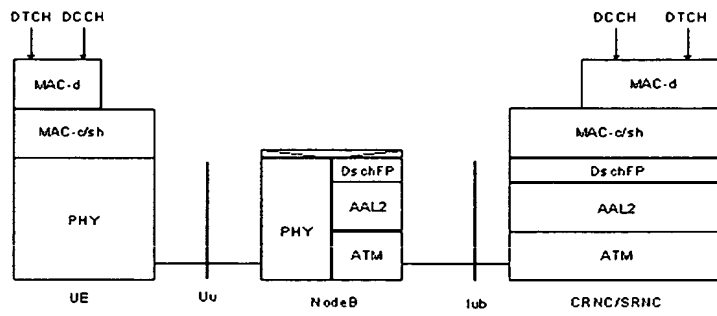 DTCH DCCH DCCH DTCH
MAC-d MAC-d
MAC-c/sh MAC-c/sh
DschFP DschFP
PHY PHY AAL2 AAL2
ATM ATM
UE Uu NodeB Iub CRNC/SRNC